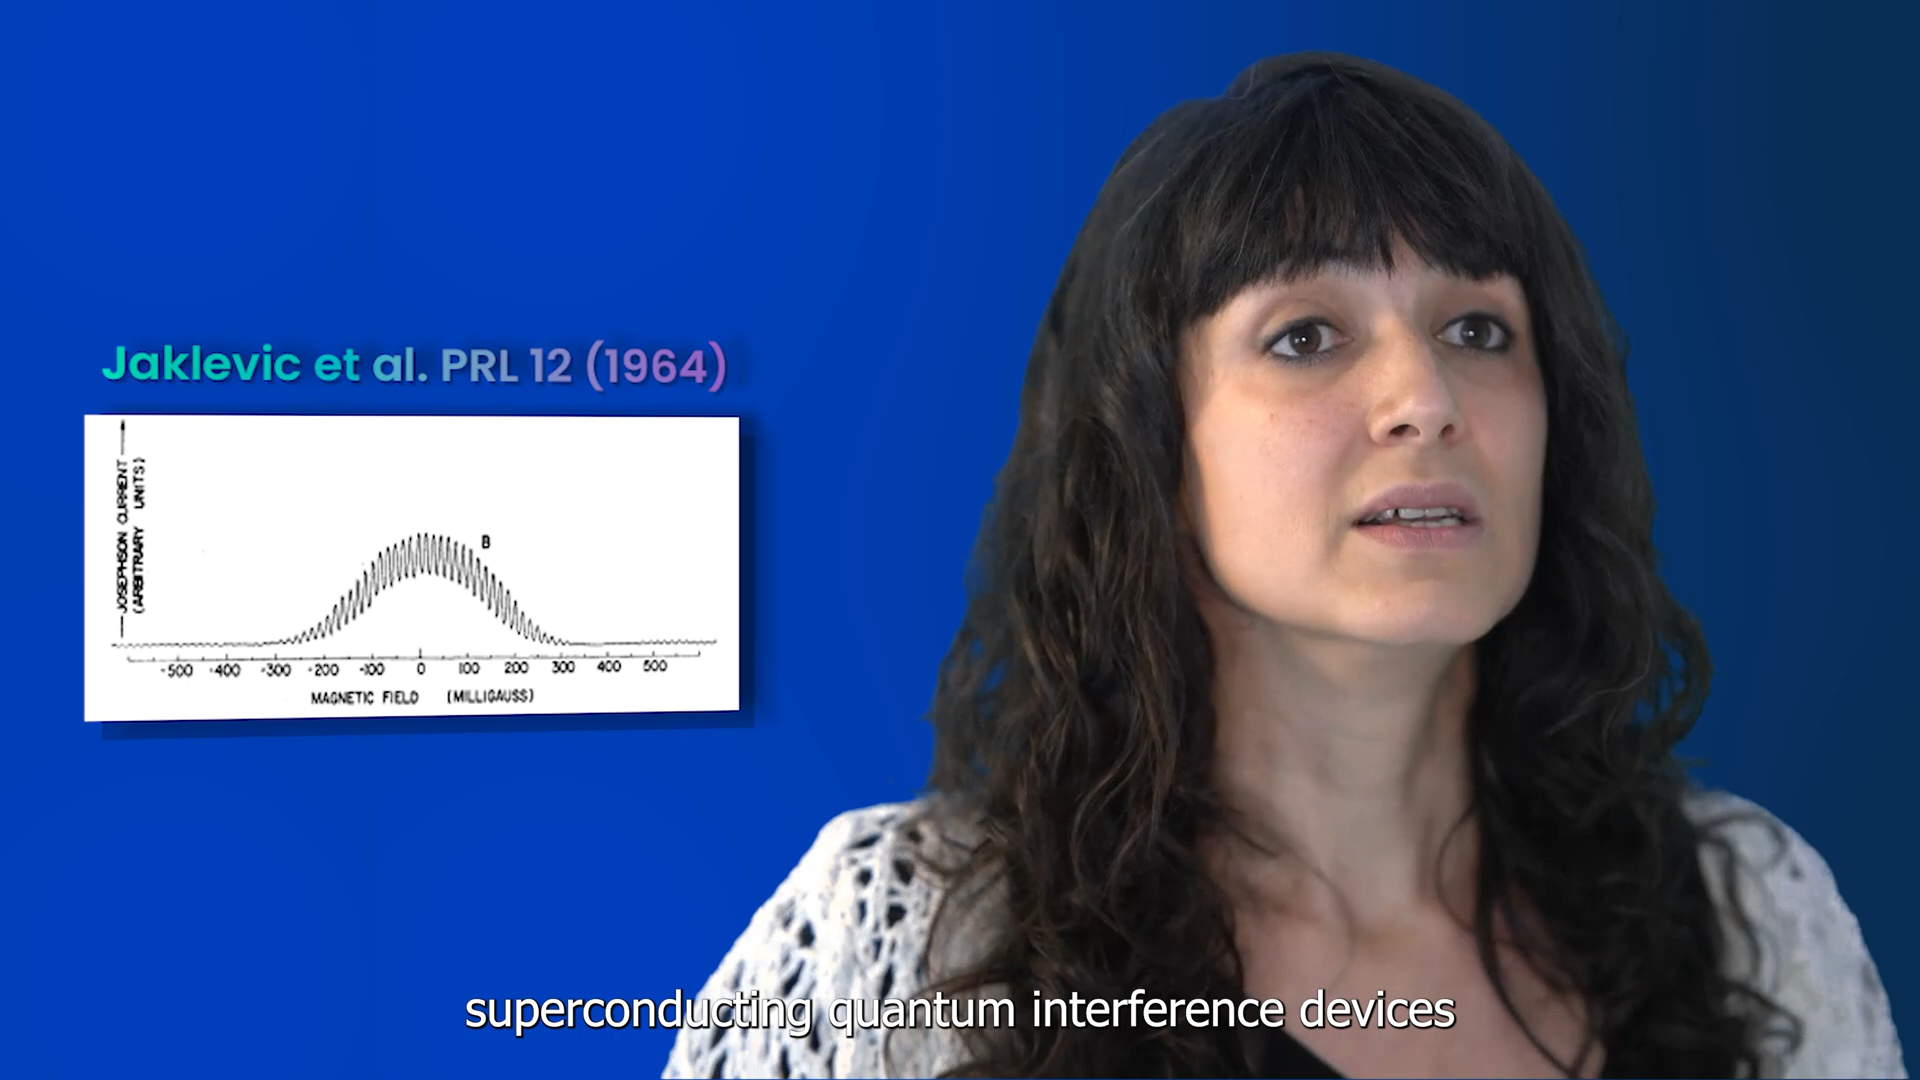 Jaklevic et al. PRL 12 (1964)
JOSEPHSON CURRENT
(ARBITRARY UNITS)
B
-500 -400 -300 -200 -100 0 100 200 300 400 500
MAGNETIC FIELD (MILLIGAUSS)
superconducting quantum interference devices